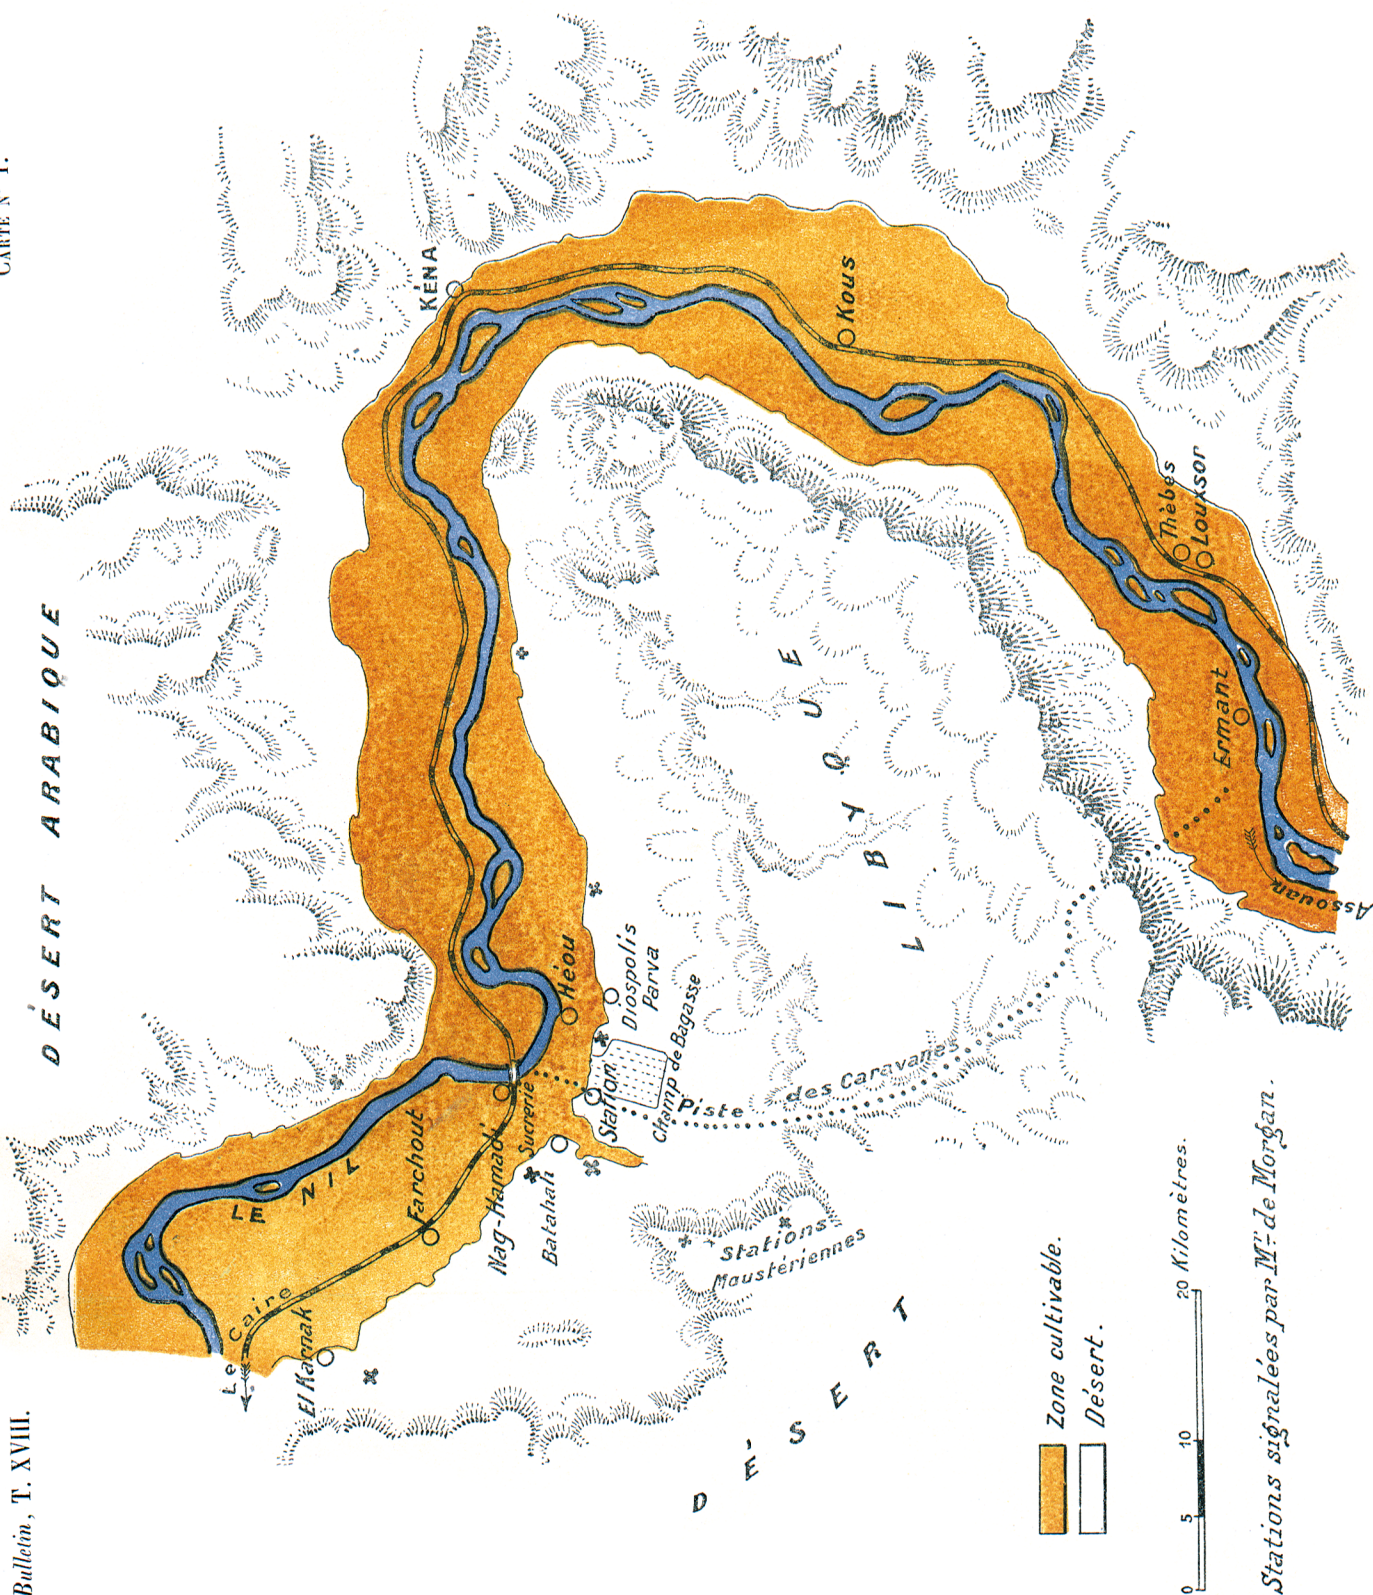 Bulletin, T. XVIII.
CARTE N° 1.
DÉSERT ARABIQUE
KÉNA
Kous
Thèbes
Louxsor
Ermant
Assouan
LE NIL
Le Caire
El Karnak
Farchout
Nag-Hamadi
Sucrerie
Batahah
Héou
Diospolis
Parva
Station
Champ de Bagasse
Piste des Caravanes
Stations
Moustériennes
DÉSERT LIBYQUE
Zone cultivable.
Désert.
0 5 10 20 Kilomètres.
Stations signalées par Mr. de Morgan.